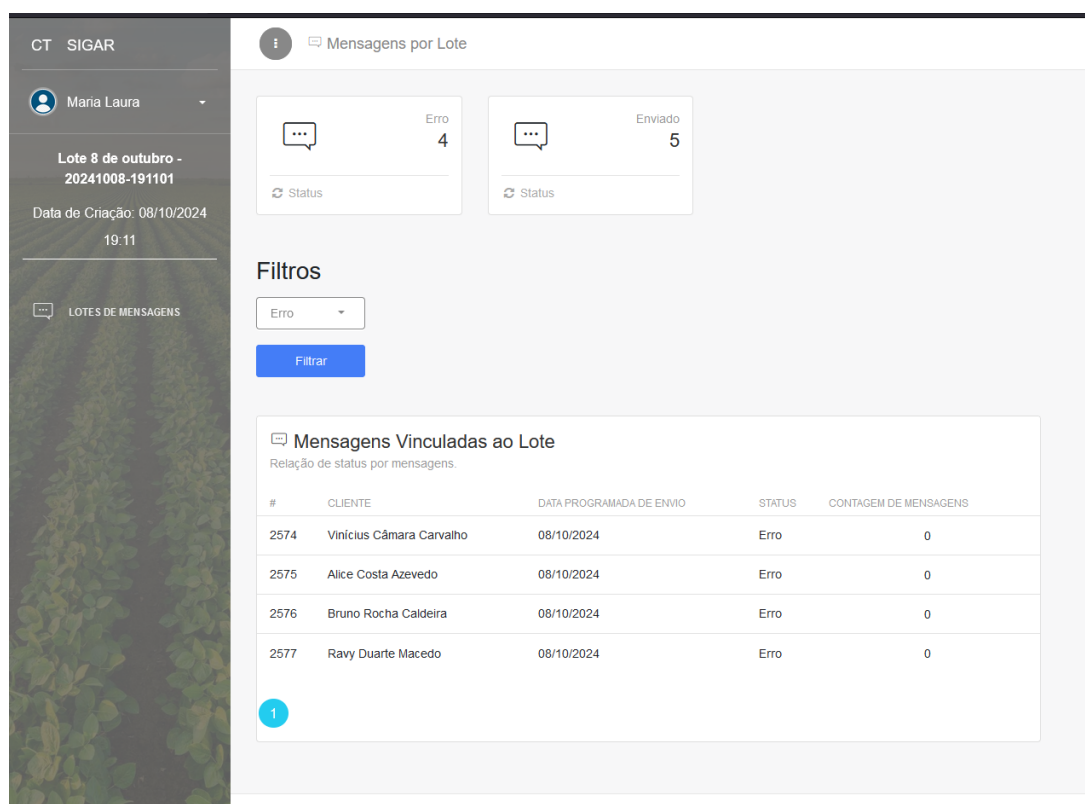 CT SIGAR
Maria Laura
Lote 8 de outubro -
20241008-191101
Data de Criação: 08/10/2024
19:11
LOTES DE MENSAGENS
Mensagens por Lote
Erro
4
Status
Enviado
5
Status
Filtros
Erro
Filtrar
Mensagens Vinculadas ao Lote
Relação de status por mensagens.
# CLIENTE DATA PROGRAMADA DE ENVIO STATUS CONTAGEM DE MENSAGENS
2574 Vinícius Câmara Carvalho 08/10/2024 Erro 0
2575 Alice Costa Azevedo 08/10/2024 Erro 0
2576 Bruno Rocha Caldeira 08/10/2024 Erro 0
2577 Ravy Duarte Macedo 08/10/2024 Erro 0
1